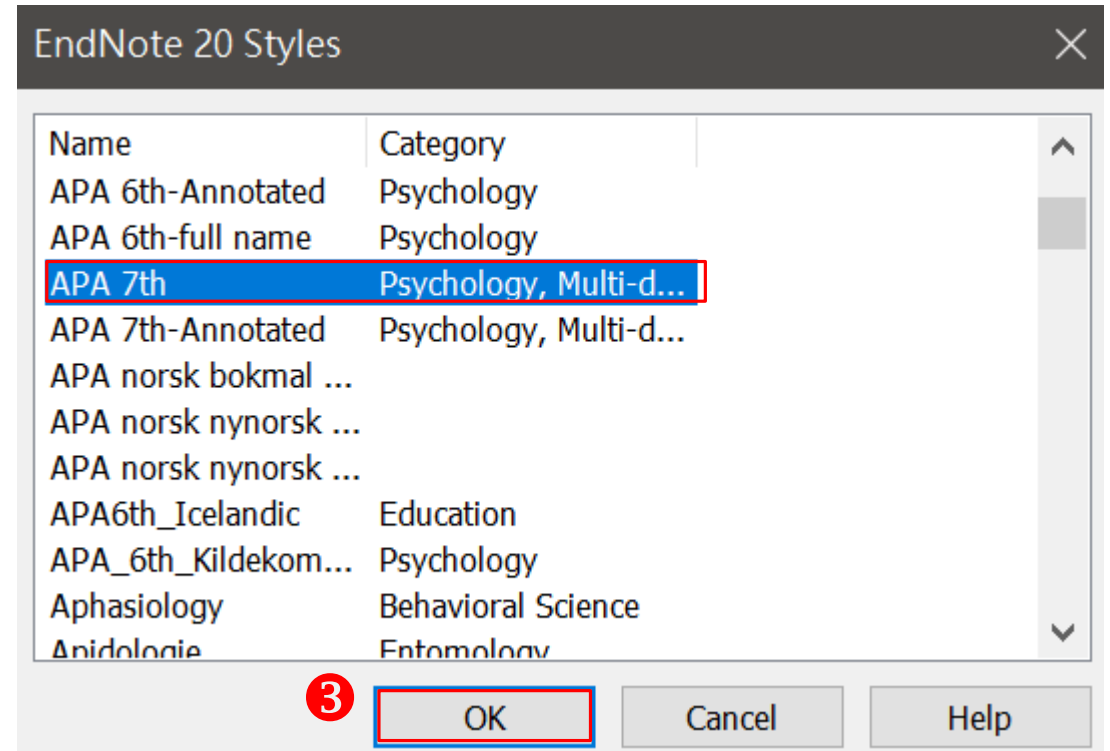 EndNote 20 Styles
Name Category
APA 6th-Annotated Psychology
APA 6th-full name Psychology
APA 7th Psychology, Multi-d...
APA 7th-Annotated Psychology, Multi-d...
APA norsk bokmal ...
APA norsk nynorsk ...
APA norsk nynorsk ...
APA6th_Icelandic Education
APA_6th_Kildekom... Psychology
Aphasiology Behavioral Science
Apidologie Entomology
3 OK Cancel Help